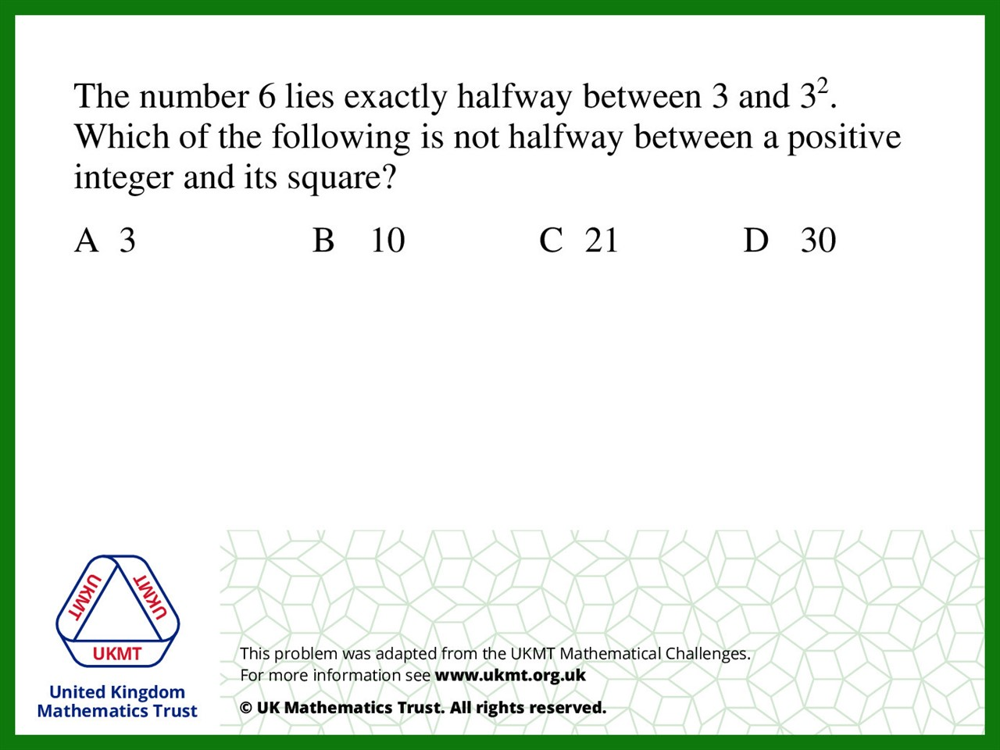 The number 6 lies exactly halfway between 3 and 3².
Which of the following is not halfway between a positive
integer and its square?
A 3 B 10 C 21 D 30
UKMT UKMT
UKMT
United Kingdom
Mathematics Trust
This problem was adapted from the UKMT Mathematical Challenges.
For more information see www.ukmt.org.uk
© UK Mathematics Trust. All rights reserved.